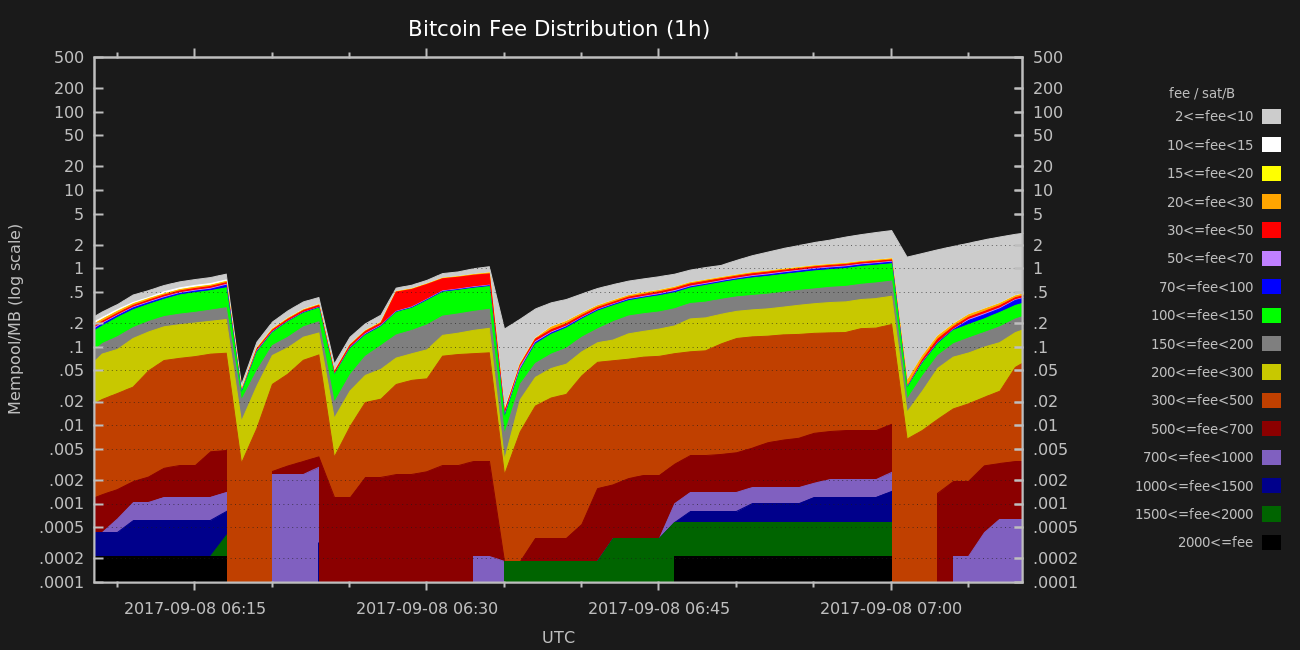 Bitcoin Fee Distribution (1h)
500 500
200 200
100 100
50 50
20 20
10 10
5 5
2 2
1 1
.5 .5
.2 .2
.1 .1
.05 .05
.02 .02
.01 .01
.005 .005
.002 .002
.001 .001
.0005 .0005
.0002 .0002
.0001 .0001
Mempool/MB (log scale)
2017-09-08 06:15 2017-09-08 06:30 2017-09-08 06:45 2017-09-08 07:00
UTC
fee / sat/B
2<=fee<10
10<=fee<15
15<=fee<20
20<=fee<30
30<=fee<50
50<=fee<70
70<=fee<100
100<=fee<150
150<=fee<200
200<=fee<300
300<=fee<500
500<=fee<700
700<=fee<1000
1000<=fee<1500
1500<=fee<2000
2000<=fee